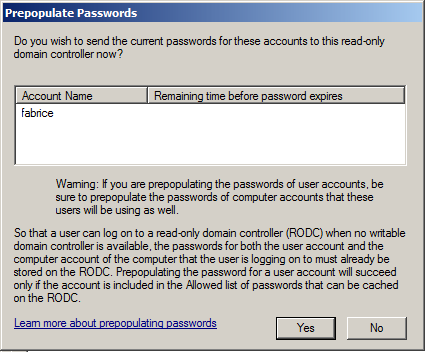 Prepopulate Passwords
Do you wish to send the current passwords for these accounts to this read-only
domain controller now?
Account Name Remaining time before password expires
fabrice
Warning: If you are prepopulating the passwords of user accounts, be
sure to prepopulate the passwords of computer accounts that these
users will be using as well.
So that a user can log on to a read-only domain controller (RODC) when no writable
domain controller is available, the passwords for both the user account and the
computer account of the computer that the user is logging on to must already be
stored on the RODC. Prepopulating the password for a user account will succeed
only if the account is included in the Allowed list of passwords that can be cached
on the RODC.
Learn more about prepopulating passwords
Yes No